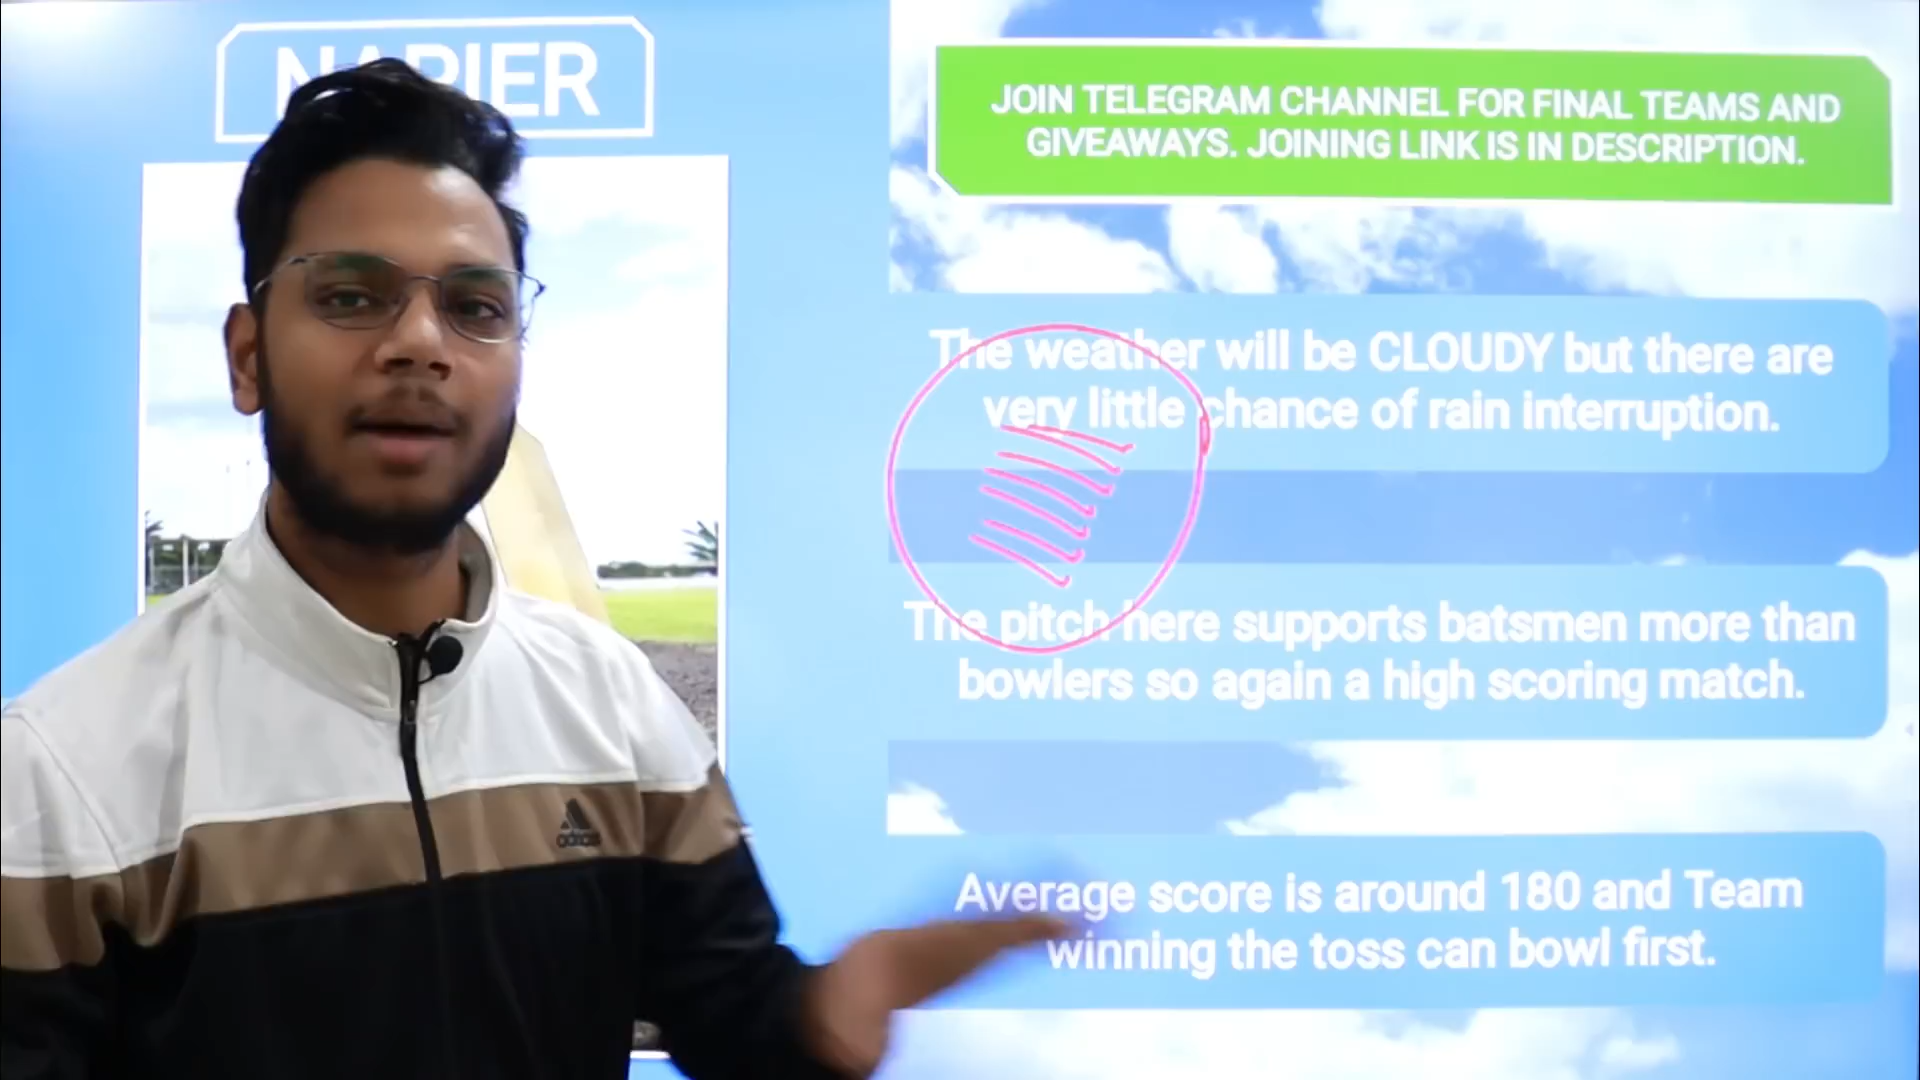 NAPIER
JOIN TELEGRAM CHANNEL FOR FINAL TEAMS AND
GIVEAWAYS. JOINING LINK IS IN DESCRIPTION.
The weather will be CLOUDY but there are
very little chance of rain interruption.
The pitch here supports batsmen more than
bowlers so again a high scoring match.
Average score is around 180 and Team
winning the toss can bowl first.
adidas